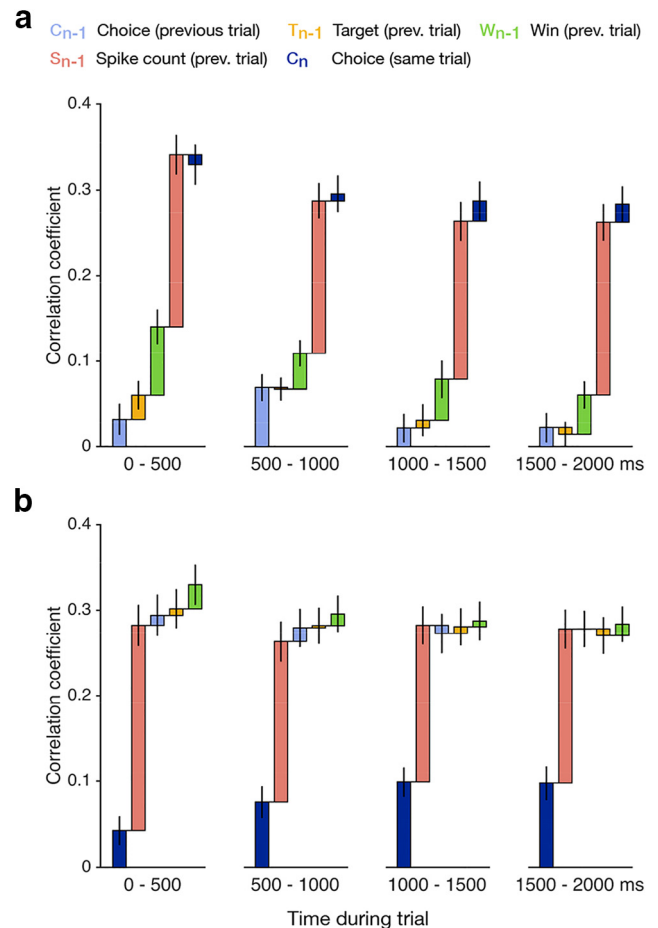 a
Cn-1 Choice (previous trial) Tn-1 Target (prev. trial) Wn-1 Win (prev. trial)
Sn-1 Spike count (prev. trial) Cn Choice (same trial)
0.4
0.3
0.2
0.1
0
Correlation coefficient
0 - 500 500 - 1000 1000 - 1500 1500 - 2000 ms
b
0.4
0.3
0.2
0.1
0
Correlation coefficient
0 - 500 500 - 1000 1000 - 1500 1500 - 2000 ms
Time during trial